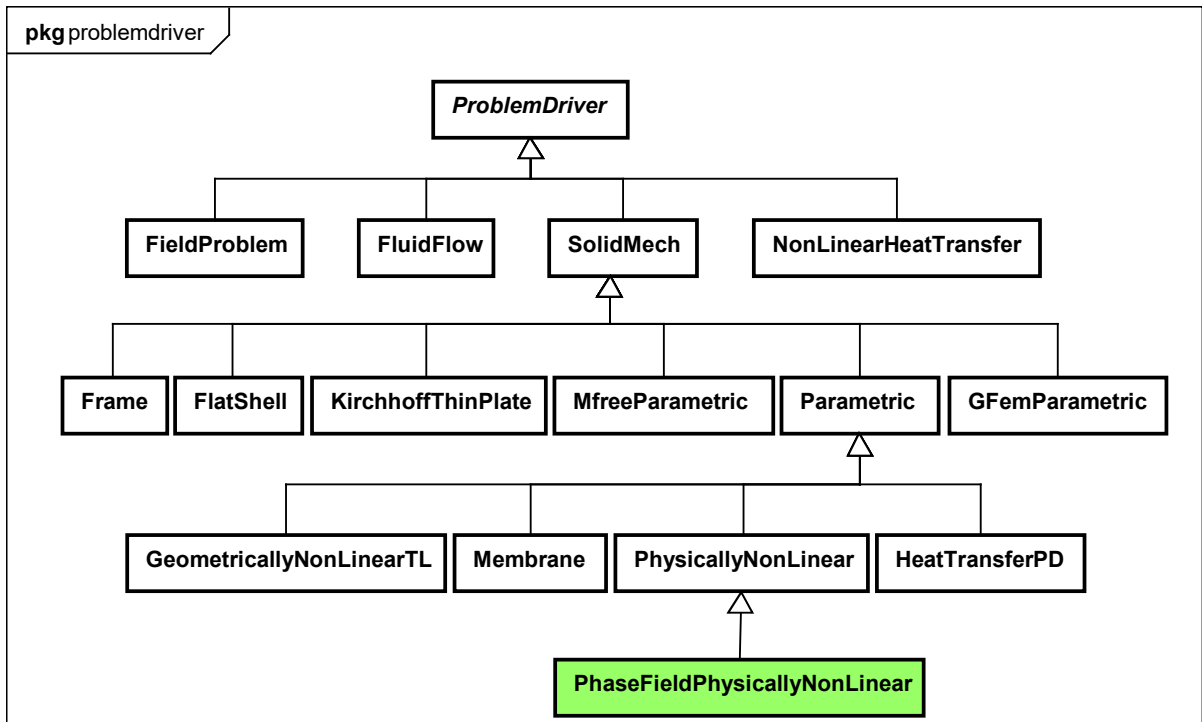 pkg problemdriver
ProblemDriver
FieldProblem
FluidFlow
SolidMech
NonLinearHeatTransfer
Frame
FlatShell
KirchhoffThinPlate
MfreeParametric
Parametric
GFemParametric
GeometricallyNonLinearTL
Membrane
PhysicallyNonLinear
HeatTransferPD
PhaseFieldPhysicallyNonLinear